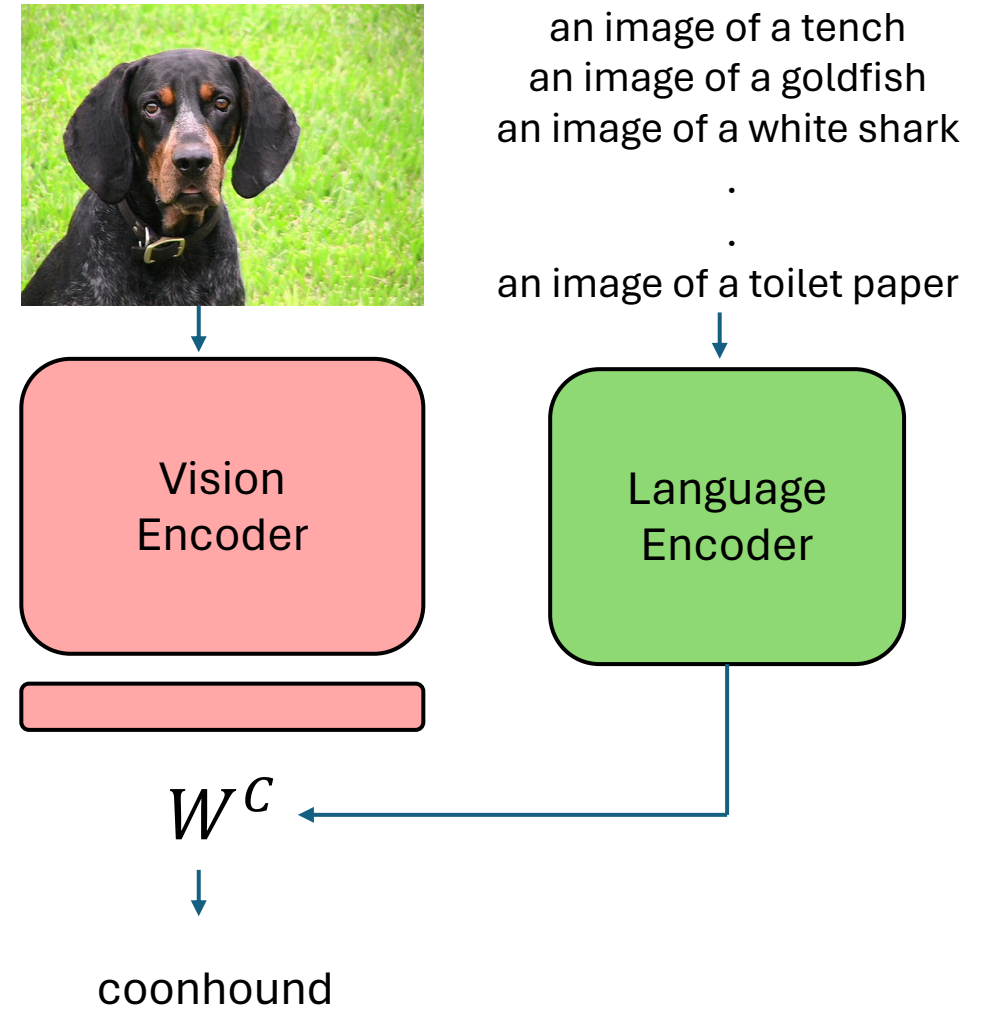 an image of a tench
an image of a goldfish
an image of a white shark
.
.
an image of a toilet paper
Vision
Encoder
Language
Encoder
W^C
coonhound